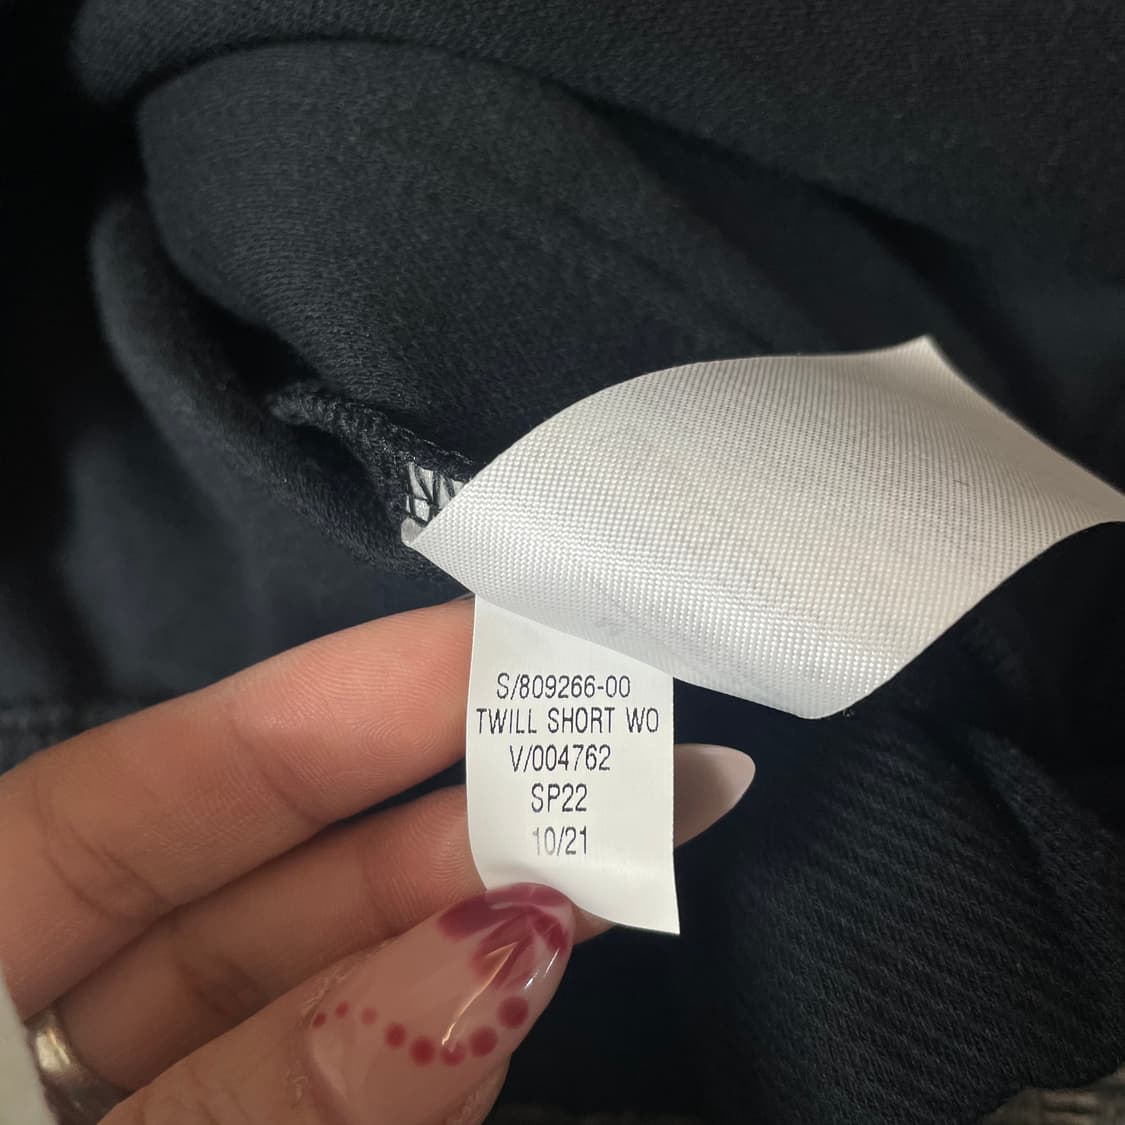 S/809266-00
TWILL SHORT WO
V/004762
SP22
10/21